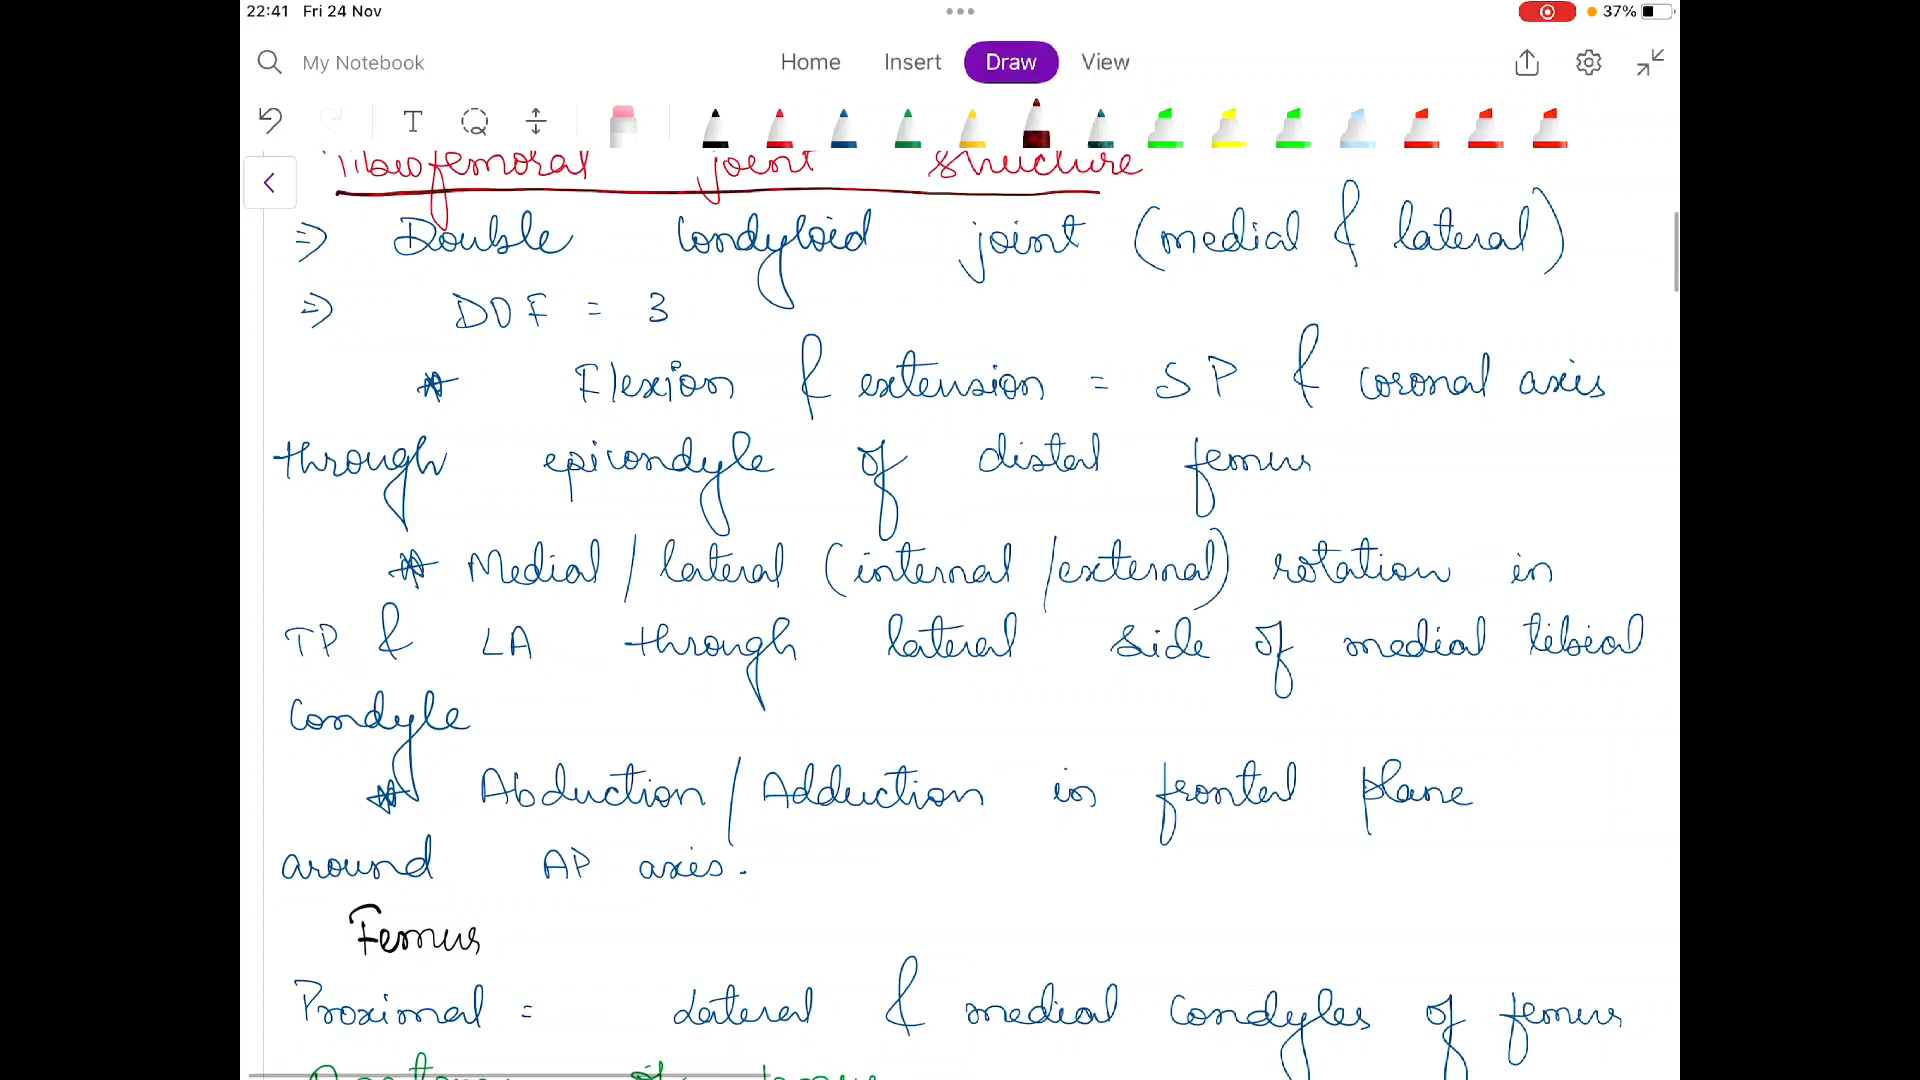 22:41 Fri 24 Nov
37%
My Notebook Home Insert Draw View
Tibiofemoral joint structure
⇒ Double condyloid joint (medial & lateral)
⇒ DOF = 3
* Flexion & extension = SP & coronal axis
through epicondyle of distal femur
* Medial / lateral (internal /external) rotation in
TP & LA through lateral side of medial tibial
condyle
* Abduction / Adduction in frontal plane
around AP axis.
Femur
Proximal = Lateral & medial condyles of femur